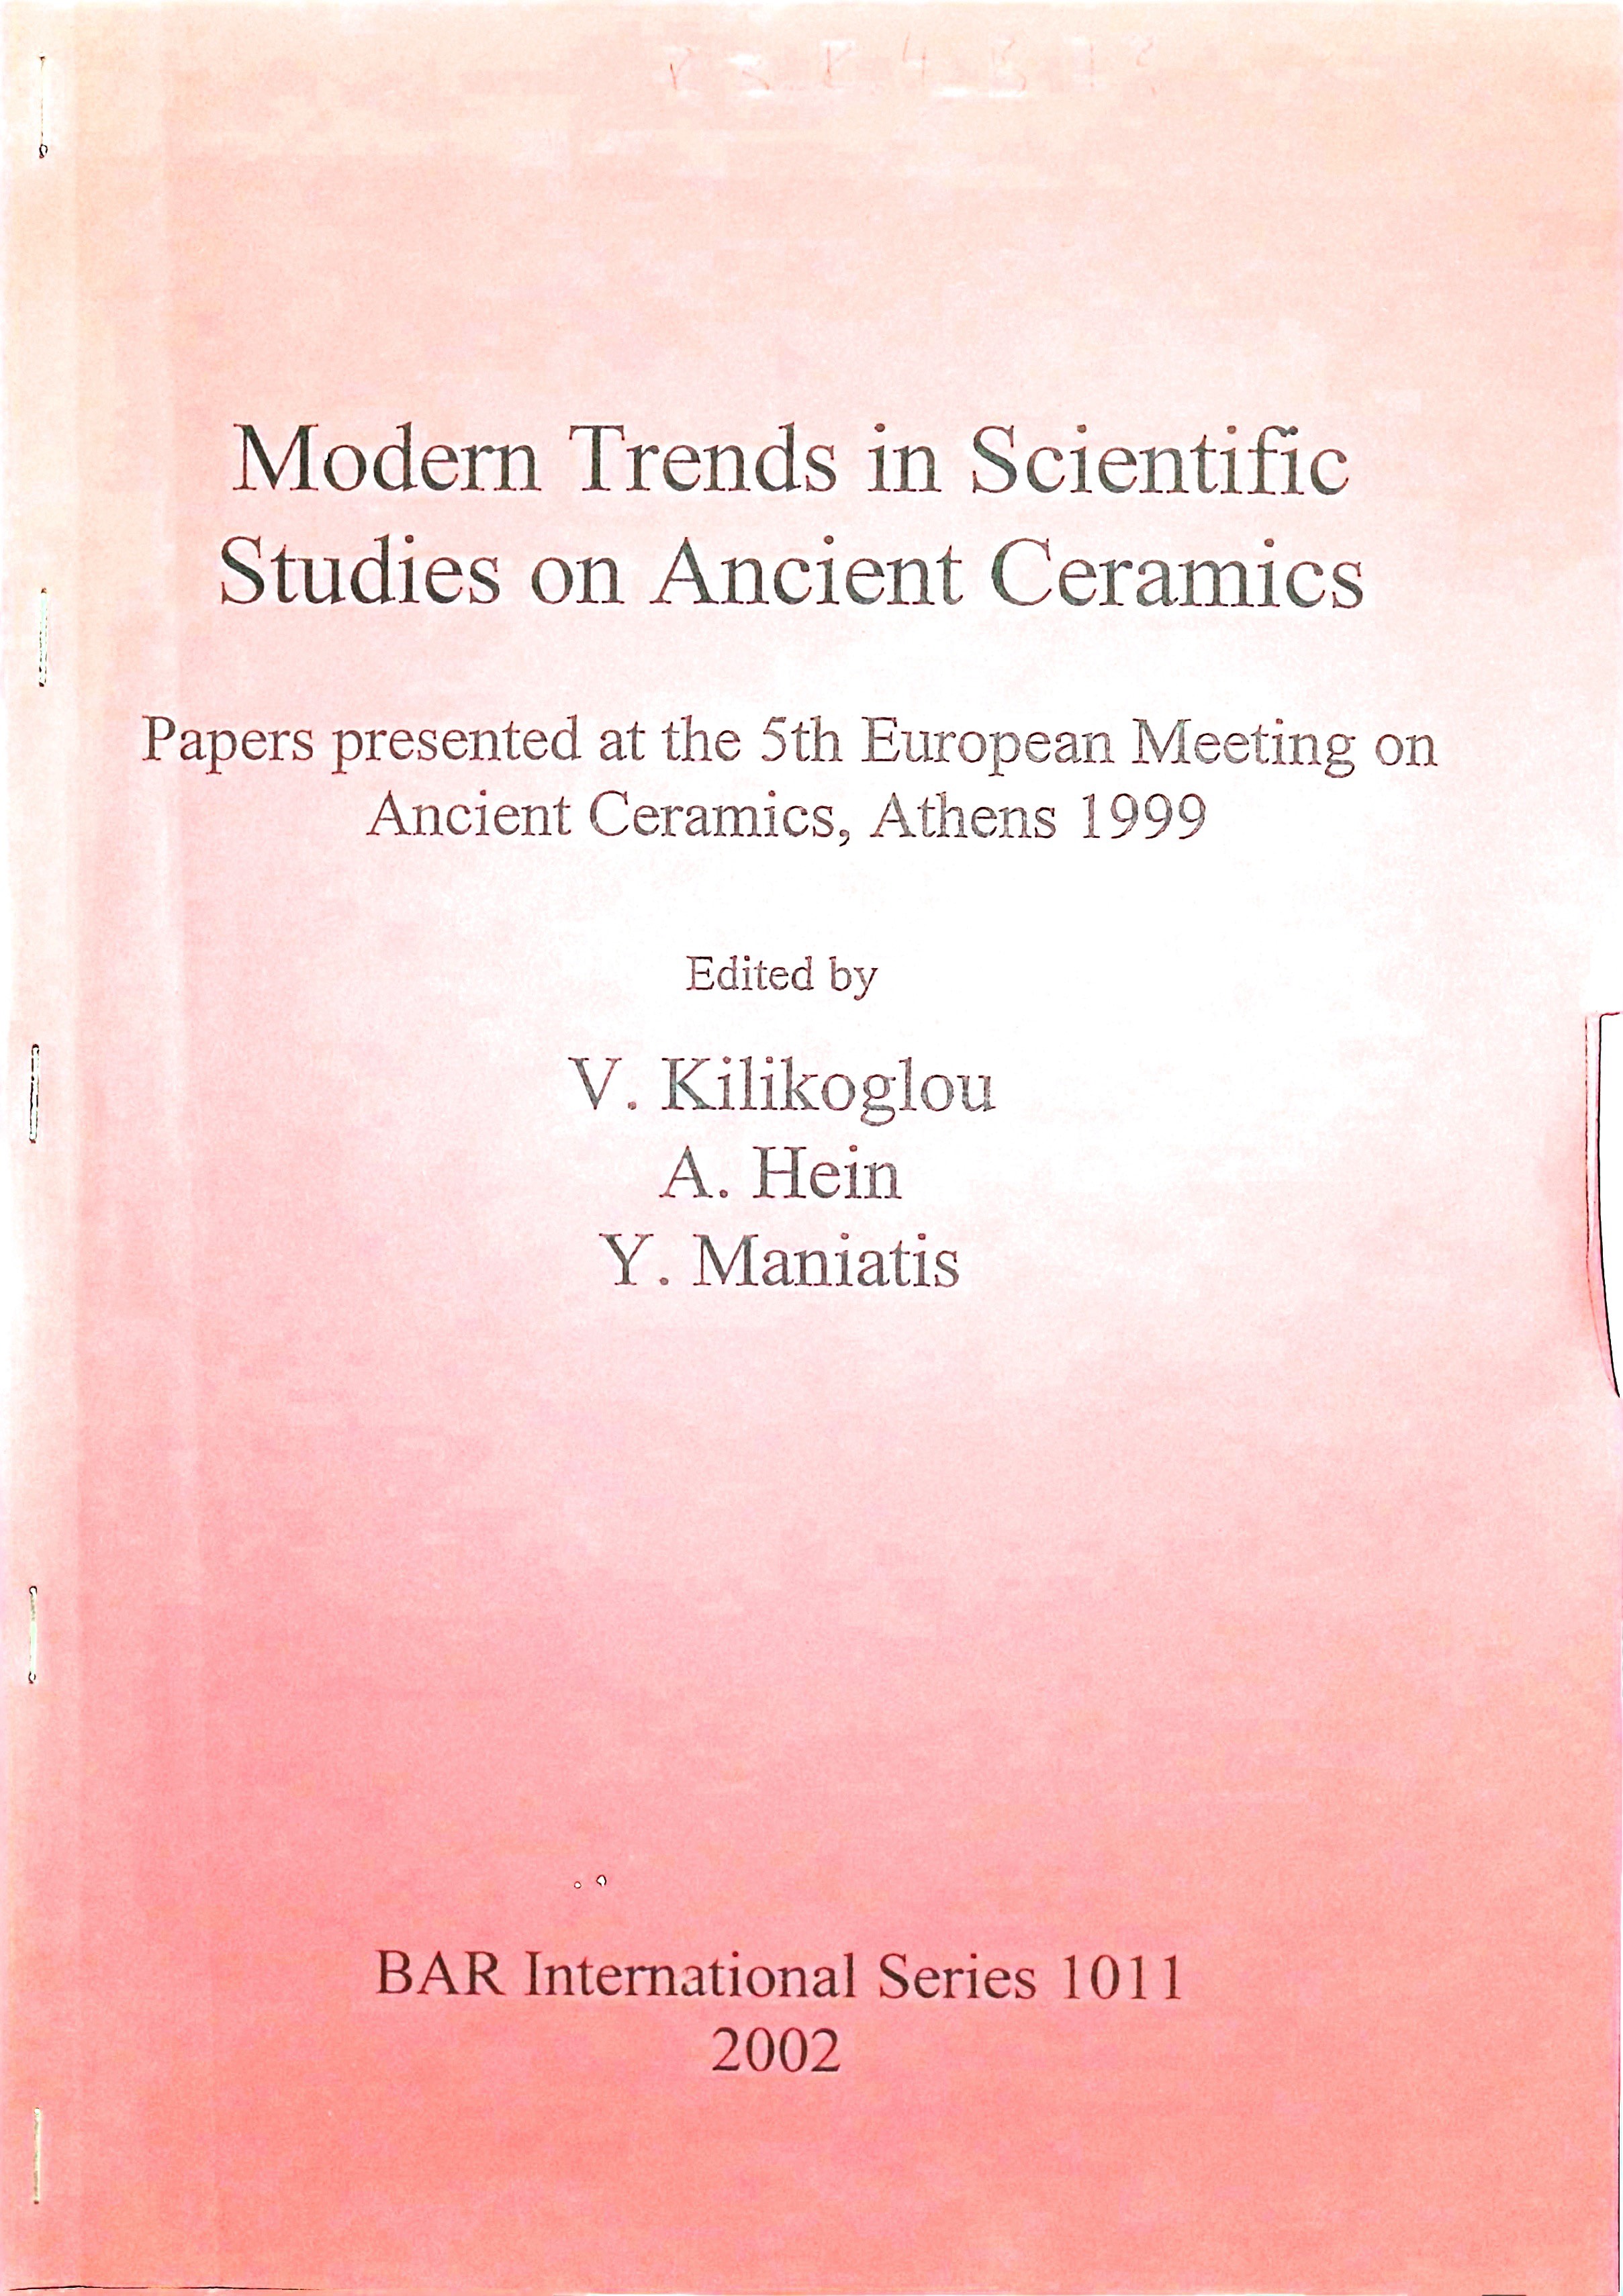 Modern Trends in Scientific
Studies on Ancient Ceramics
Papers presented at the 5th European Meeting on
Ancient Ceramics, Athens 1999
Edited by
V. Kilikoglou
A. Hein
Y. Maniatis
BAR International Series 1011
2002